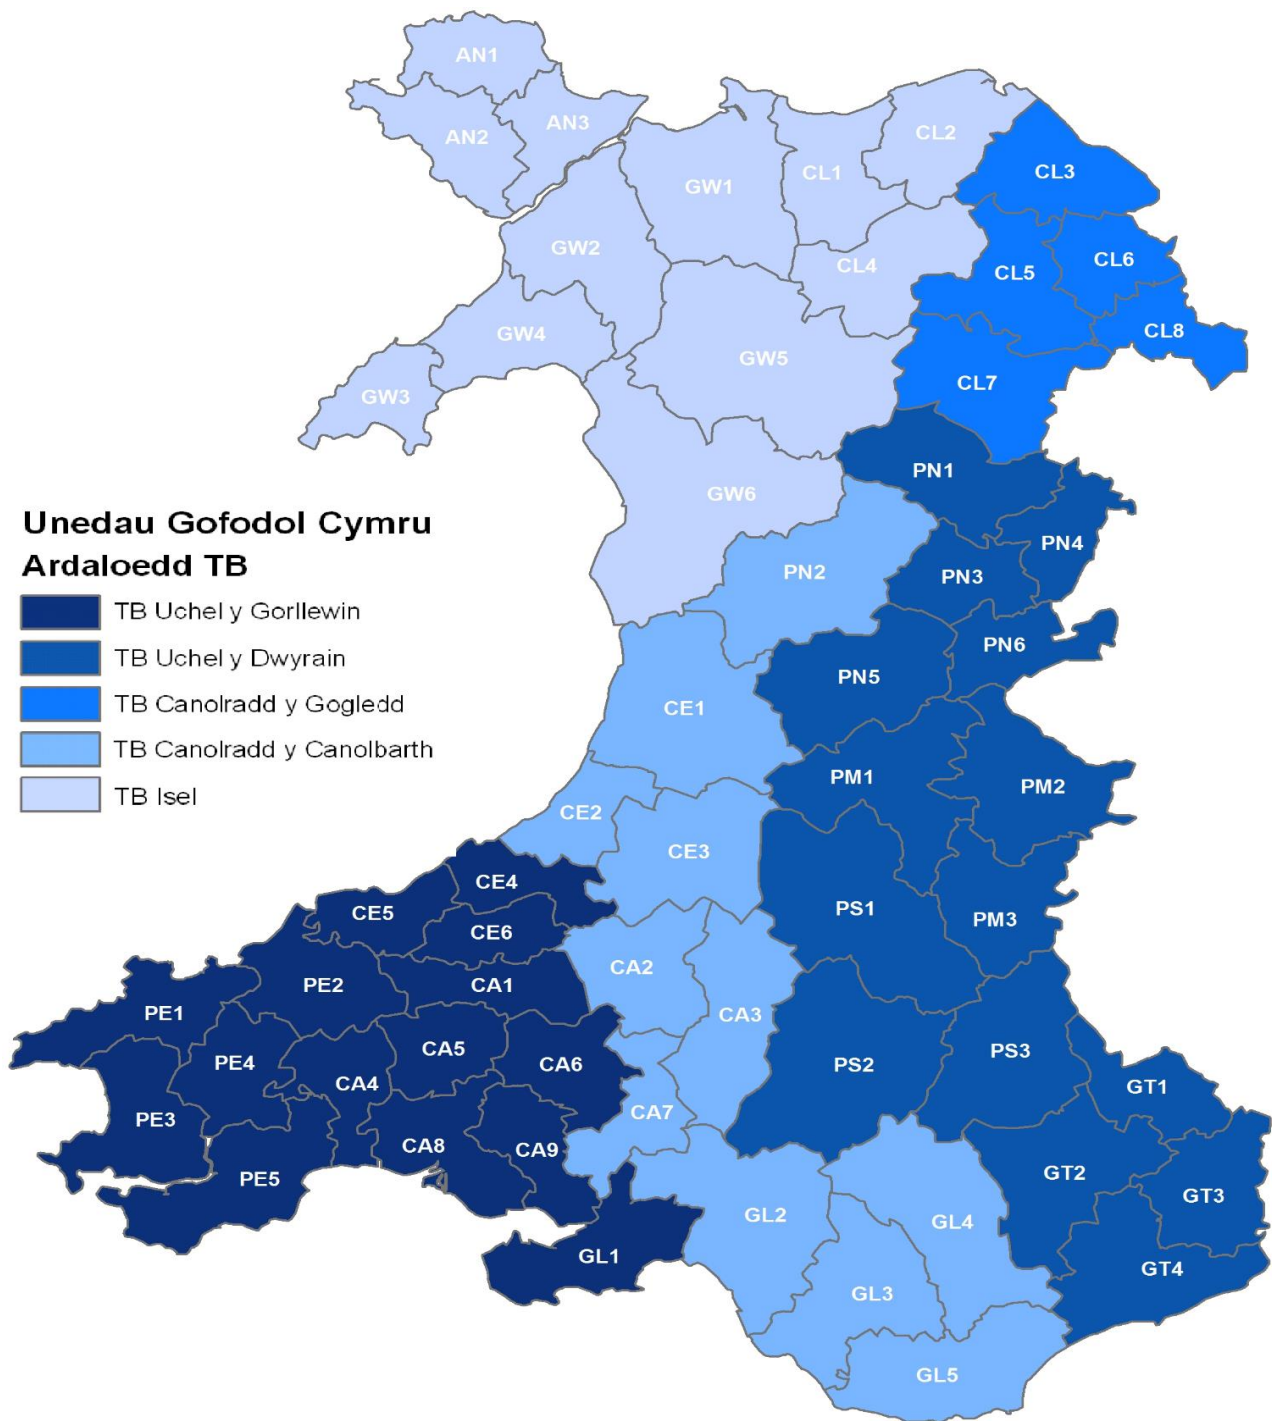 AN1
AN2
AN3
CL2
CL3
GW1
CL1
GW2
CL4
CL5
CL6
GW4
GW5
CL8
GW3
CL7
GW6
PN1
PN4
PN2
PN3
PN6
PN5
CE1
PM1
PM2
CE2
CE3
CE4
CE5
CE6
PS1
PM3
CA2
PE2
CA1
PE1
CA3
CA5
PE4
CA6
PS2
PS3
CA4
GT1
PE3
CA7
CA8
CA9
PE5
GT2
GT3
GL2
GL4
GL1
GT4
GL3
GL5
Unedau Gofodol Cymru
Ardaloedd TB
TB Uchel y Gorllewin
TB Uchel y Dwyrain
TB Canolradd y Gogledd
TB Canolradd y Canolbarth
TB Isel